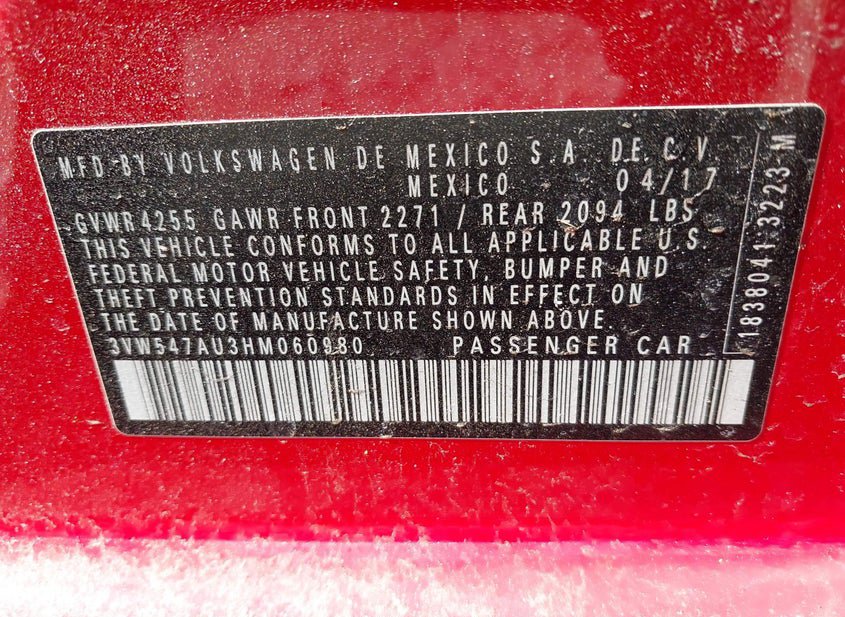 MFD BY VOLKSWAGEN DE MEXICO S.A. DE C.V.
MEXICO 04/17
GVWR 4255 GAWR FRONT 2271 / REAR 2094 LBS
THIS VEHICLE CONFORMS TO ALL APPLICABLE U.S.
FEDERAL MOTOR VEHICLE SAFETY, BUMPER AND
THEFT PREVENTION STANDARDS IN EFFECT ON
THE DATE OF MANUFACTURE SHOWN ABOVE.
3VW547AU3HM060980 PASSENGER CAR
1838041 3223 M